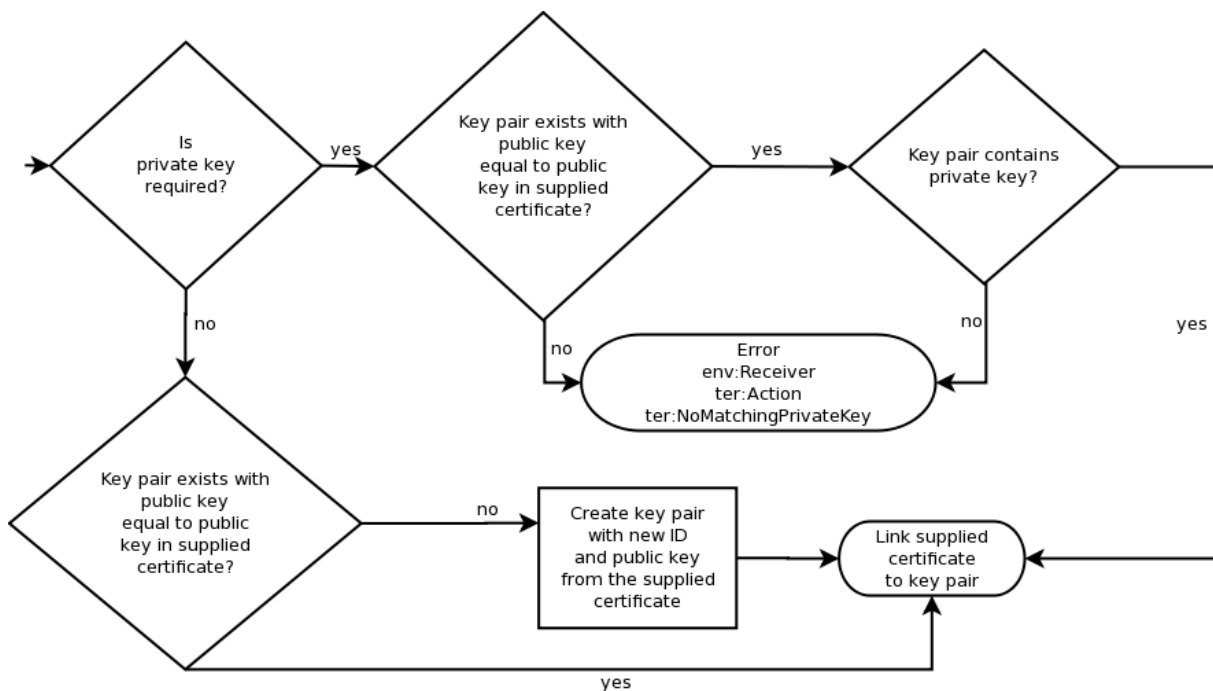 Is
private key
required?
yes
Key pair exists with
public key
equal to public
key in supplied
certificate?
yes
Key pair contains
private key?
no
no
Error
env:Receiver
ter:Action
ter:NoMatchingPrivateKey
no
yes
Key pair exists with
public key
equal to public
key in supplied
certificate?
no
Create key pair
with new ID
and public key
from the supplied
certificate
Link supplied
certificate
to key pair
yes